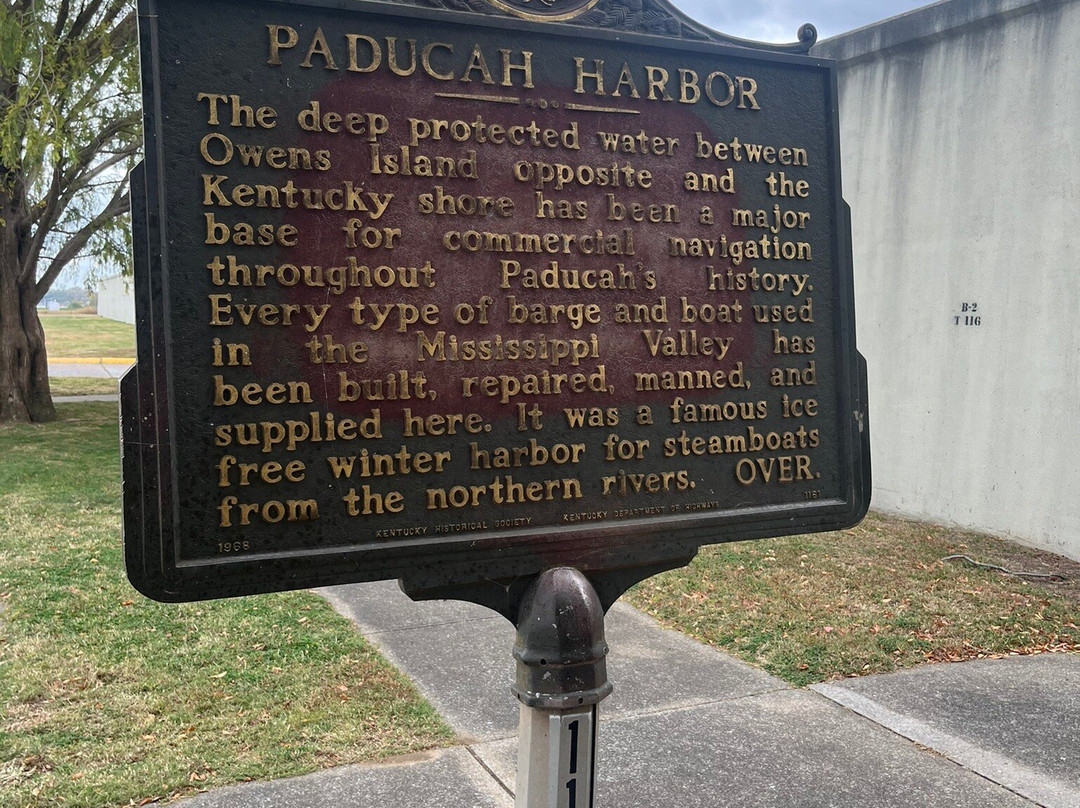 PADUCAH HARBOR
The deep protected water between
Owens Island opposite and the
Kentucky shore has been a major
base for commercial navigation
throughout Paducah's history.
Every type of barge and boat used
in the Mississippi Valley has
been built, repaired, manned, and
supplied here. It was a famous ice
free winter harbor for steamboats
from the northern rivers. OVER.
1968 KENTUCKY HISTORICAL SOCIETY KENTUCKY DEPARTMENT OF HIGHWAYS 1161
B-2
T 116
1
1